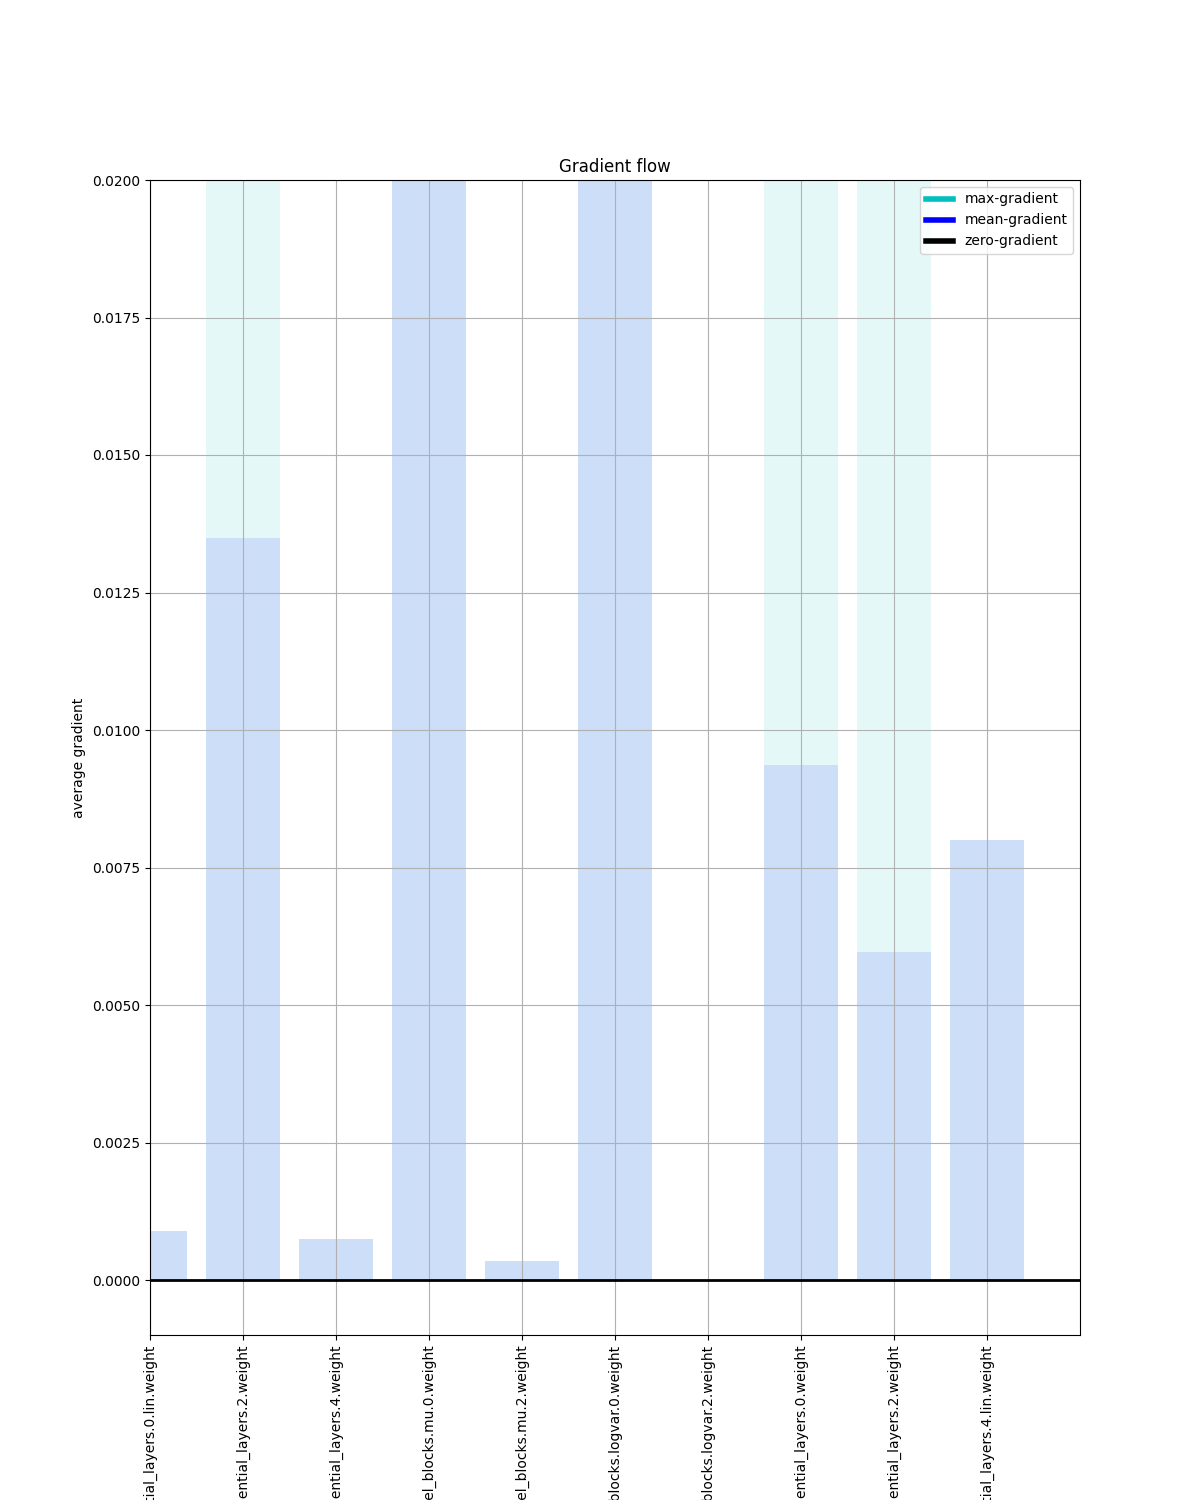 Gradient flow
max-gradient
mean-gradient
zero-gradient
average gradient
0.0200
0.0175
0.0150
0.0125
0.0100
0.0075
0.0050
0.0025
0.0000
tial_layers.0.lin.weight
ential_layers.2.weight
ential_layers.4.weight
el_blocks.mu.0.weight
el_blocks.mu.2.weight
blocks.logvar.0.weight
blocks.logvar.2.weight
ential_layers.0.weight
ential_layers.2.weight
tial_layers.4.lin.weight